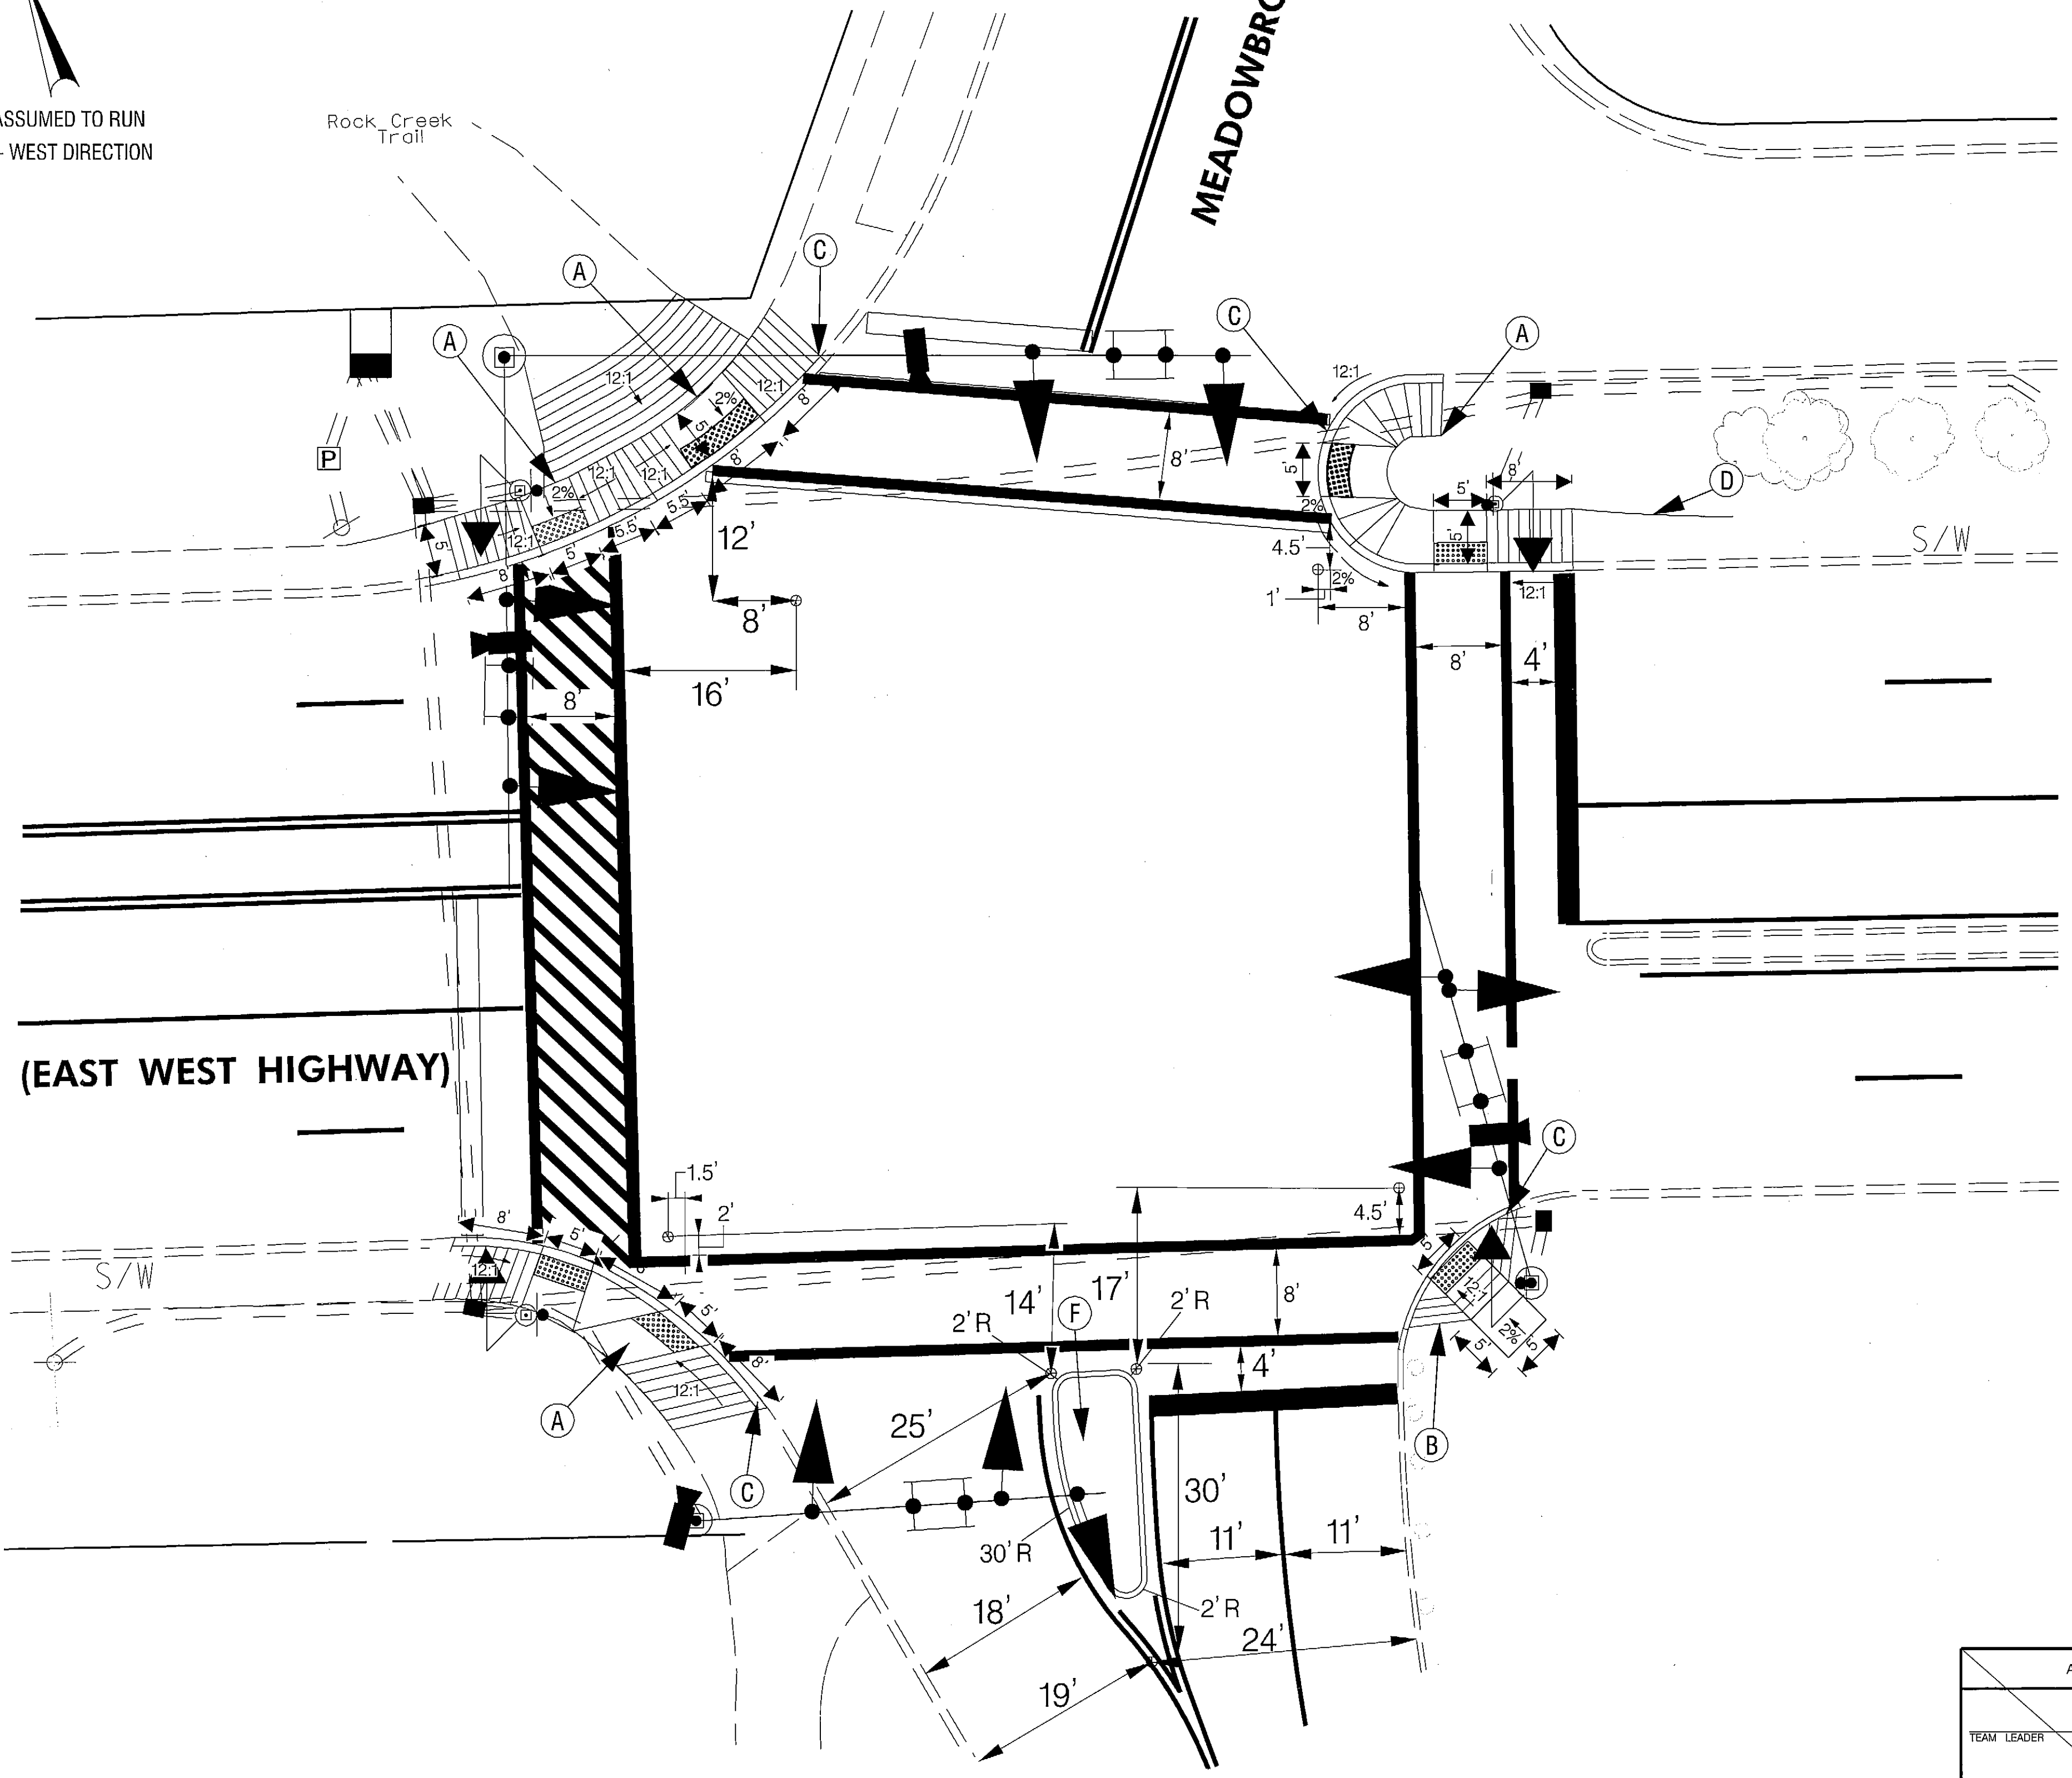 ASSUMED TO RUN
- WEST DIRECTION
Rock Creek
Trail
MEADOWBRO
C
A
A
C
A
12:1
12:1
2%
12:1
5'
8'
P
12:1
12:1
2%
8'
8'
5'
5'
2%
8'
5'
D
5'
12:1
5.5'
5.5'
12'
S/W
4.5'
2%
8'
5'
1'
12:1
8'
8'
16'
8'
8'
4'
(EAST WEST HIGHWAY)
C
1.5'
2'
4.5'
8'
5'
5'
S/W
12:1
14'
17'
8'
12:1
2'R
F
2'R
5'
2%
5'
5'
8'
4'
12:1
A
25'
B
C
30'
11'
11'
30'R
18'
2'R
24'
19'
TEAM LEADER